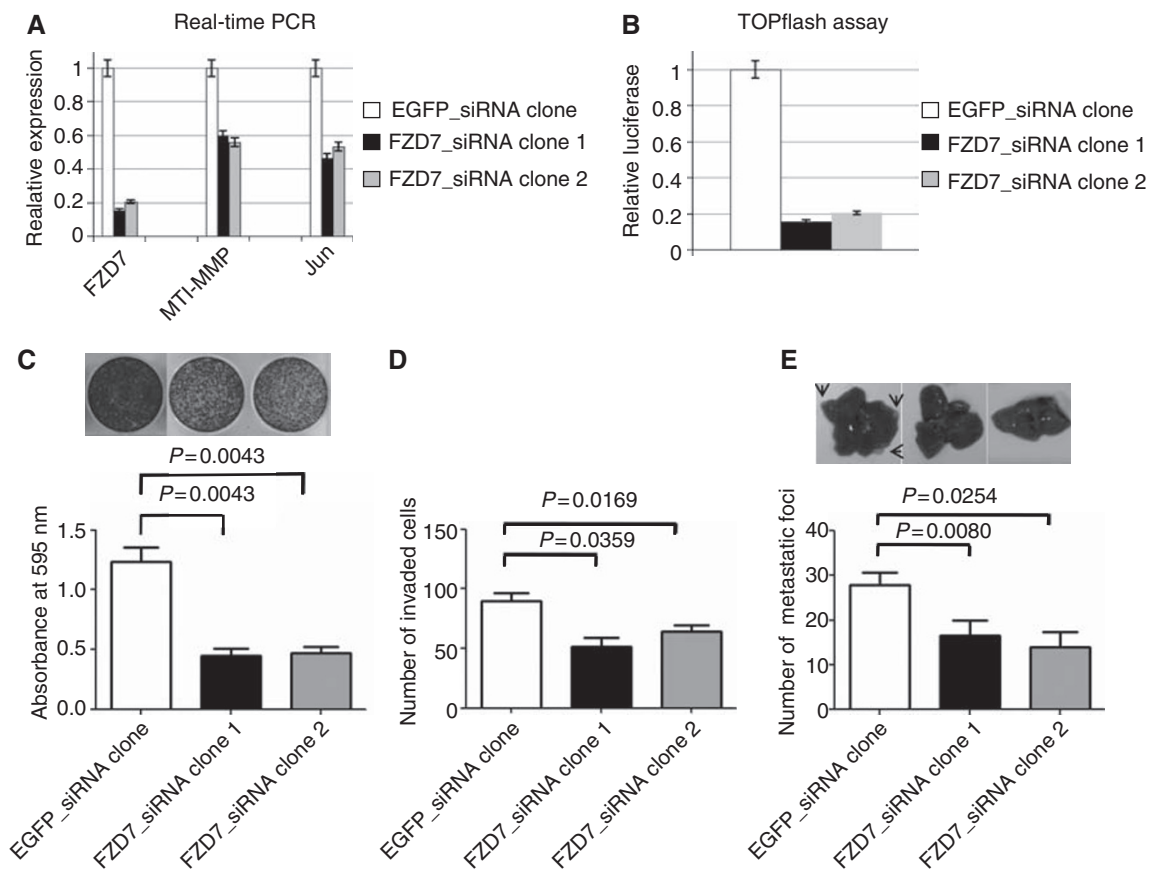 A
Real-time PCR
Realative expression
1
0.8
0.6
0.4
0.2
0
FZD7
MTI-MMP
Jun
EGFP_siRNA clone
FZD7_siRNA clone 1
FZD7_siRNA clone 2
B
TOPflash assay
Relative luciferase
1
0.8
0.6
0.4
0.2
0
EGFP_siRNA clone
FZD7_siRNA clone 1
FZD7_siRNA clone 2
C
P=0.0043
P=0.0043
Absorbance at 595 nm
1.5
1.0
0.5
0.0
EGFP_siRNA clone
FZD7_siRNA clone 1
FZD7_siRNA clone 2
D
P=0.0169
P=0.0359
Number of invaded cells
150
100
50
0
EGFP_siRNA clone
FZD7_siRNA clone 1
FZD7_siRNA clone 2
E
P=0.0254
P=0.0080
Number of metastatic foci
40
30
20
10
0
EGFP_siRNA clone
FZD7_siRNA clone 1
FZD7_siRNA clone 2